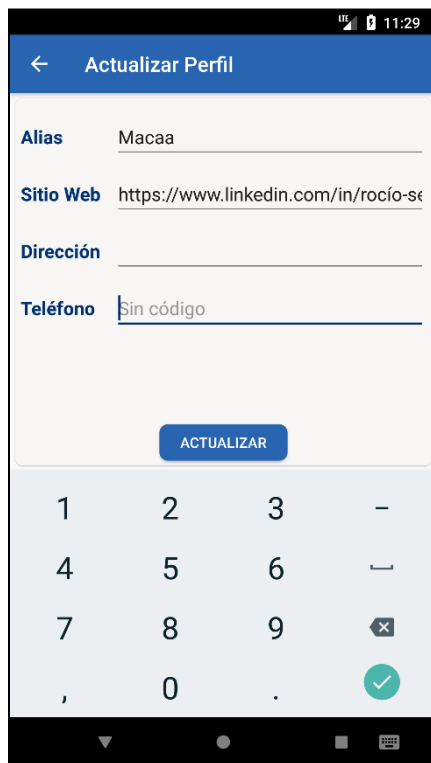 LTE 11:29
Actualizar Perfil
Alias Macaa
Sitio Web https://www.linkedin.com/in/rocío-se
Dirección
Teléfono Sin código
ACTUALIZAR
1 2 3 -
4 5 6
7 8 9
, 0 .